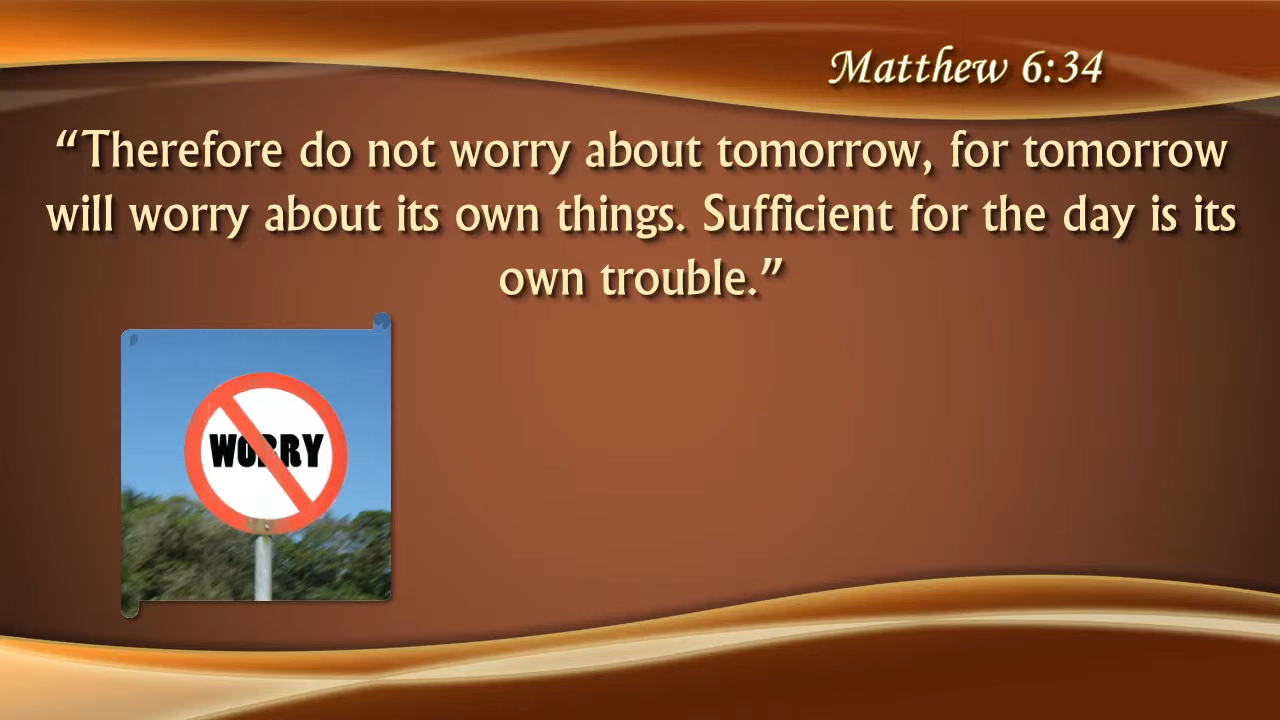 Matthew 6:34
“Therefore do not worry about tomorrow, for tomorrow
will worry about its own things. Sufficient for the day is its
own trouble.”
WORRY